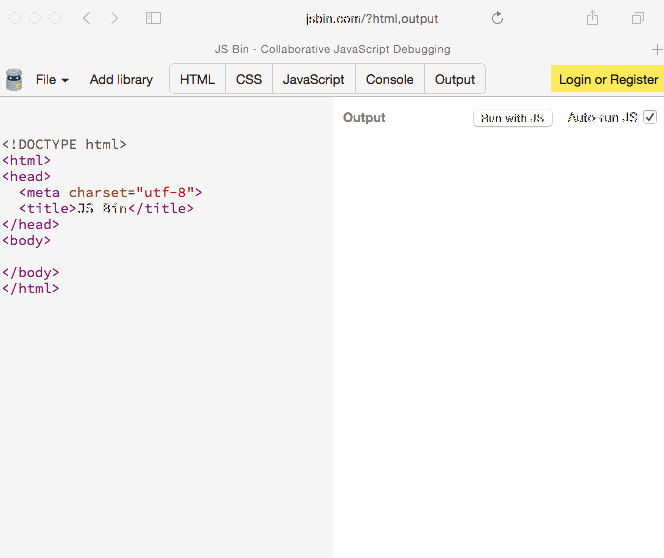 jsbin.com/?html,output
JS Bin - Collaborative JavaScript Debugging
File Add library HTML CSS JavaScript Console Output Login or Register
Output Run with JS Auto-run JS
<!DOCTYPE html>
<html>
<head>
  <meta charset="utf-8">
  <title>JS Bin</title>
</head>
<body>
</body>
</html>